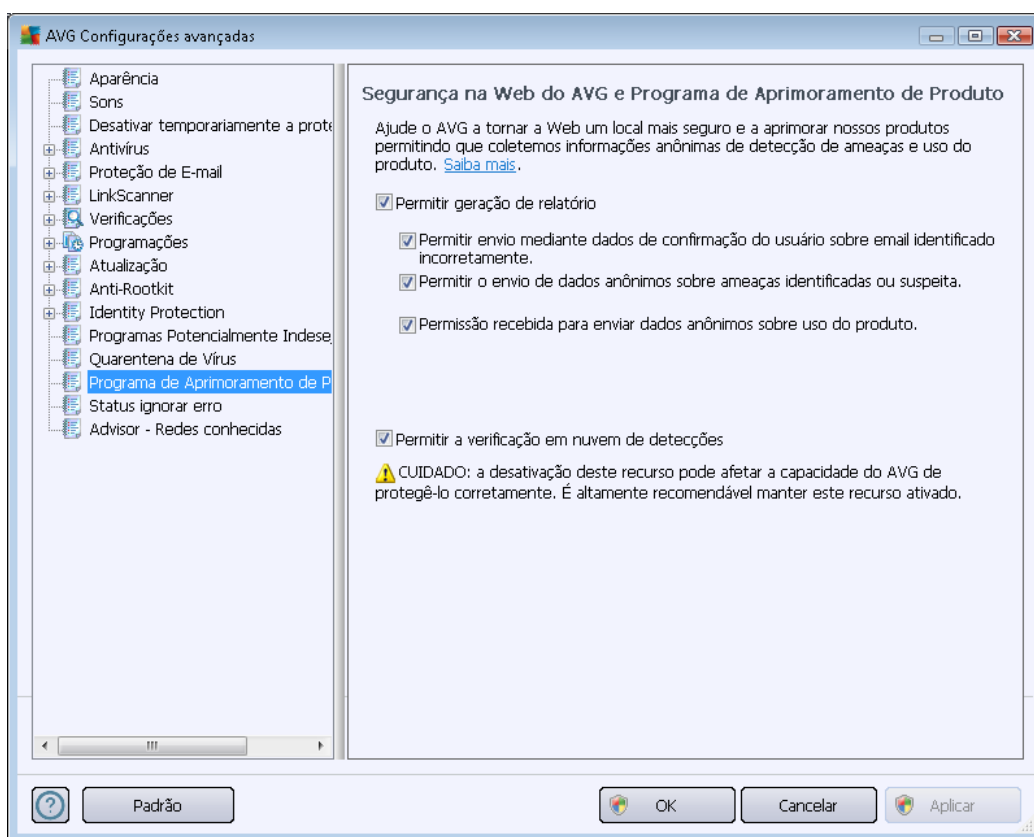 AVG Configurações avançadas
Aparência
Sons
Desativar temporariamente a prote
Antivírus
Proteção de E-mail
LinkScanner
Verificações
Programações
Atualização
Anti-Rootkit
Identity Protection
Programas Potencialmente Indese
Quarentena de Vírus
Programa de Aprimoramento de P
Status ignorar erro
Advisor - Redes conhecidas
Segurança na Web do AVG e Programa de Aprimoramento de Produto
Ajude o AVG a tornar a Web um local mais seguro e a aprimorar nossos produtos
permitindo que coletemos informações anônimas de detecção de ameaças e uso do
produto. Saiba mais.
Permitir geração de relatório
Permitir envio mediante dados de confirmação do usuário sobre email identificado
incorretamente.
Permitir o envio de dados anônimos sobre ameaças identificadas ou suspeita.
Permissão recebida para enviar dados anônimos sobre uso do produto.
Permitir a verificação em nuvem de detecções
CUIDADO: a desativação deste recurso pode afetar a capacidade do AVG de
protegê-lo corretamente. É altamente recomendável manter este recurso ativado.
Padrão
OK
Cancelar
Aplicar